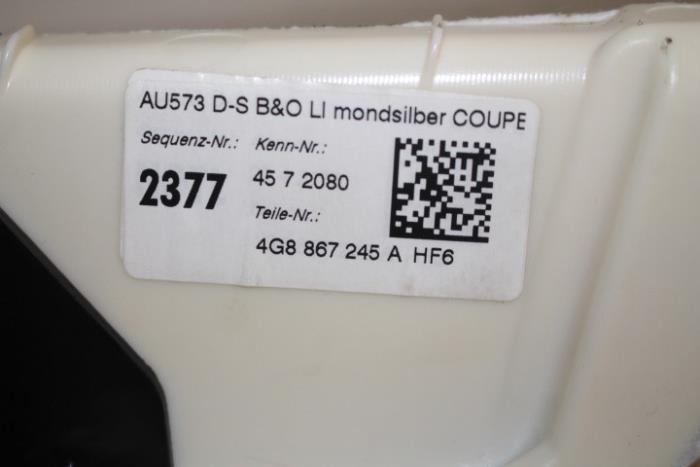 AU573 D-S B&O LI mondsilber COUPE
Sequenz-Nr.: Kenn-Nr.:
2377 45 7 2080
Teile-Nr.:
4G8 867 245 A HF6